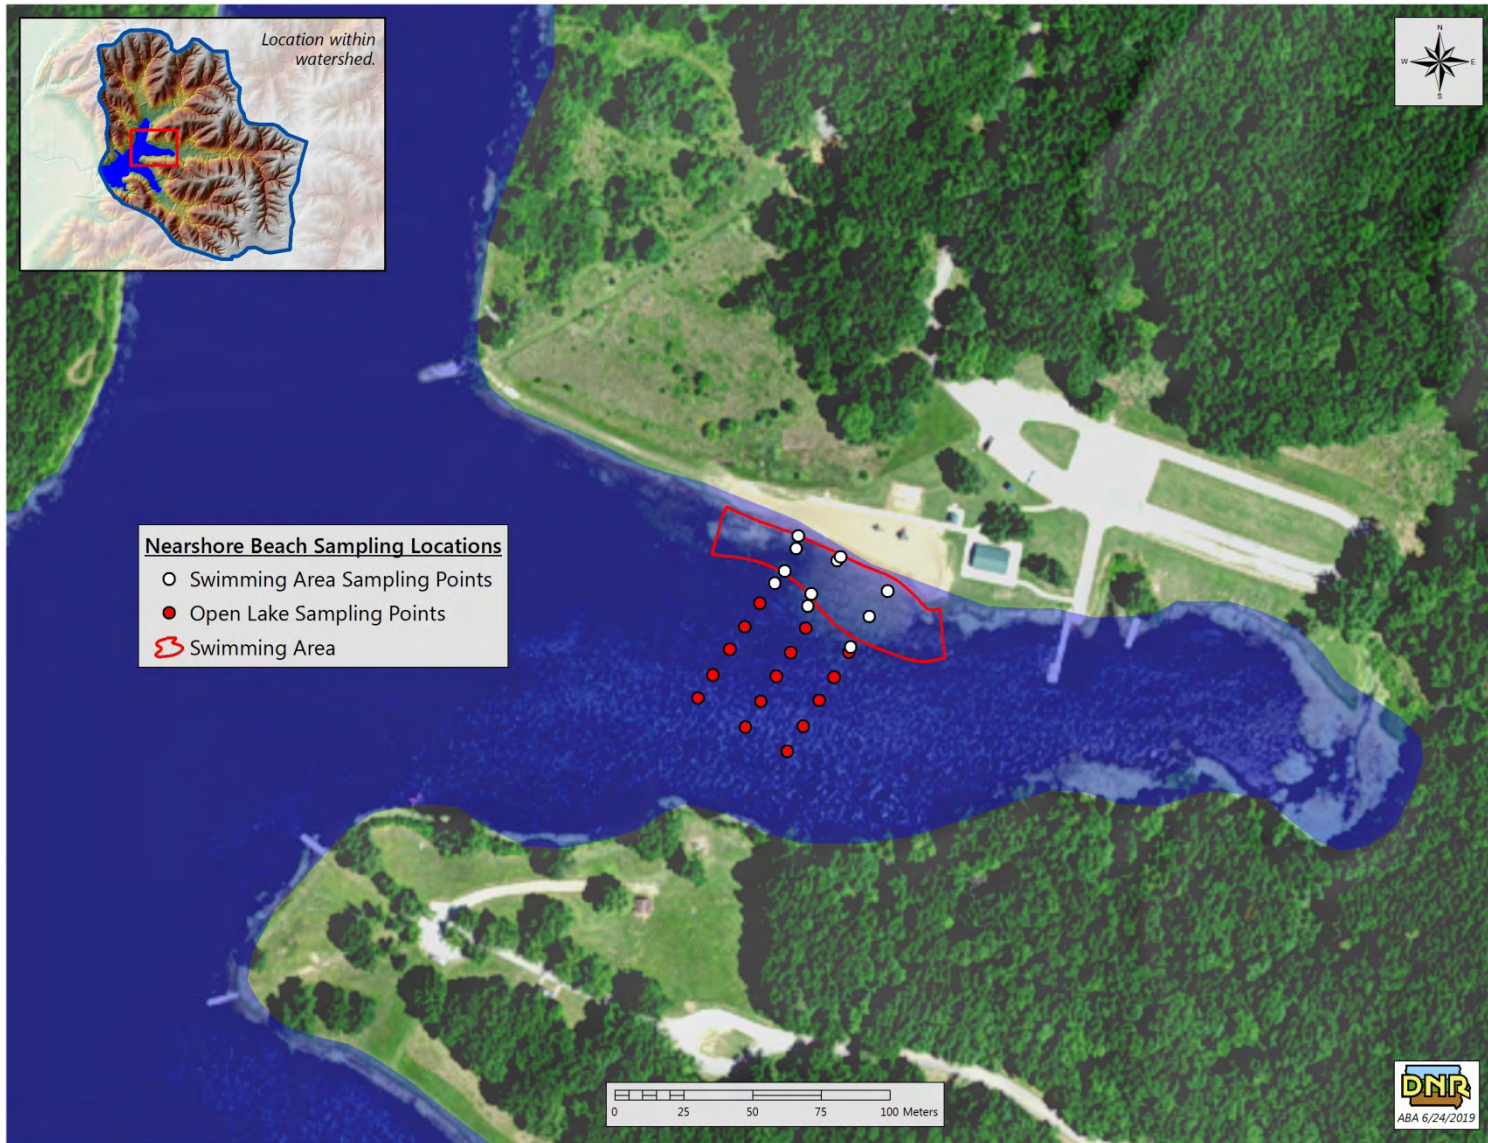 Location within
watershed.
N
W E
S
Nearshore Beach Sampling Locations
Swimming Area Sampling Points
Open Lake Sampling Points
Swimming Area
0 25 50 75 100 Meters
DNR
ABA 6/24/2019